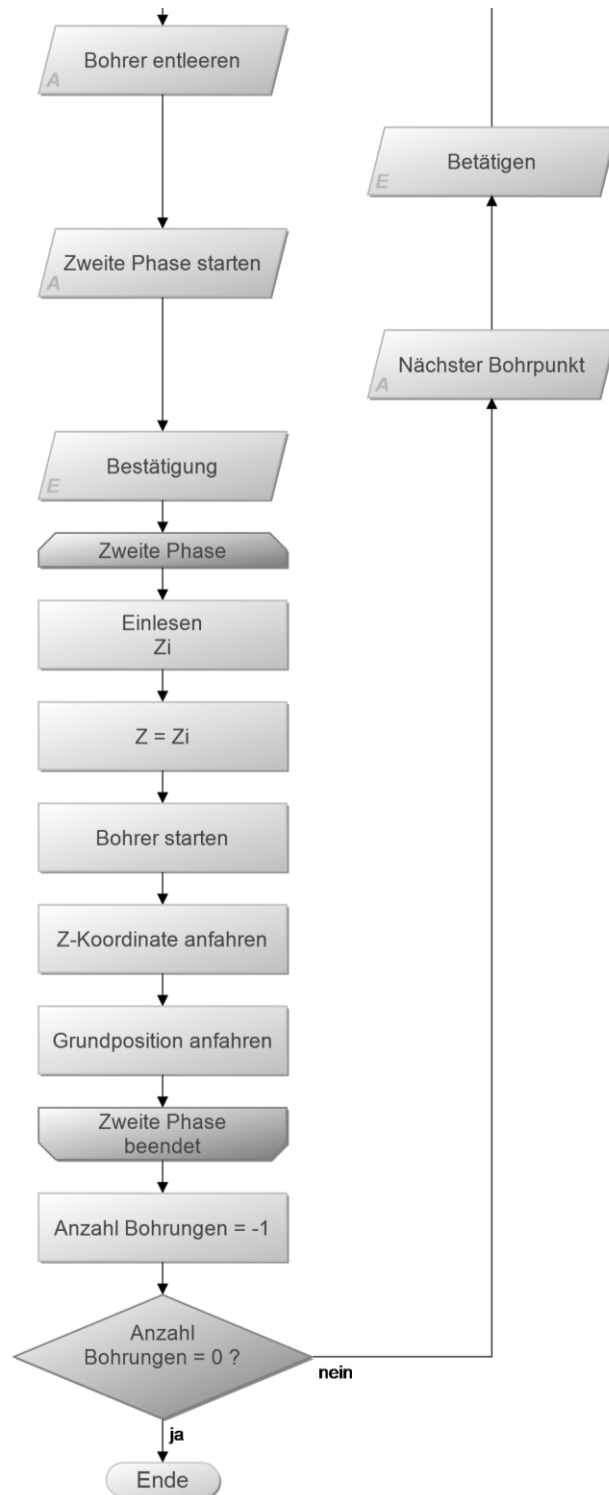 Bohrer entleeren
A
Zweite Phase starten
A
Bestätigung
E
Zweite Phase
Einlesen
Zi
Z = Zi
Bohrer starten
Z-Koordinate anfahren
Grundposition anfahren
Zweite Phase
beendet
Anzahl Bohrungen = -1
Anzahl
Bohrungen = 0 ?
nein
ja
Ende
Betätigen
E
Nächster Bohrpunkt
A